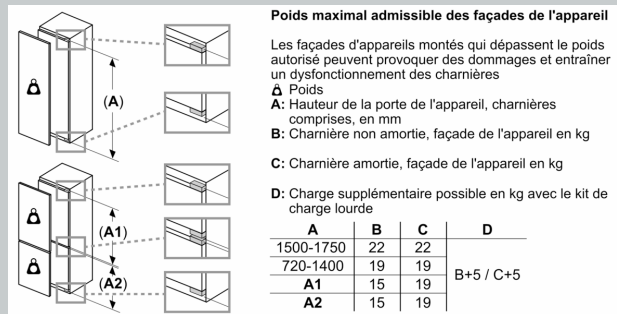 Poids maximal admissible des façades de l'appareil
Les façades d'appareils montés qui dépassent le poids
autorisé peuvent provoquer des dommages et entraîner
un dysfonctionnement des charnières
Poids
A: Hauteur de la porte de l'appareil, charnières
comprises, en mm
B: Charnière non amortie, façade de l'appareil en kg
C: Charnière amortie, façade de l'appareil en kg
D: Charge supplémentaire possible en kg avec le kit de
charge lourde
A B C D
1500-1750 22 22
720-1400 19 19
B+5 / C+5
A1 15 19
A2 15 19
(A)
(A1)
(A2)